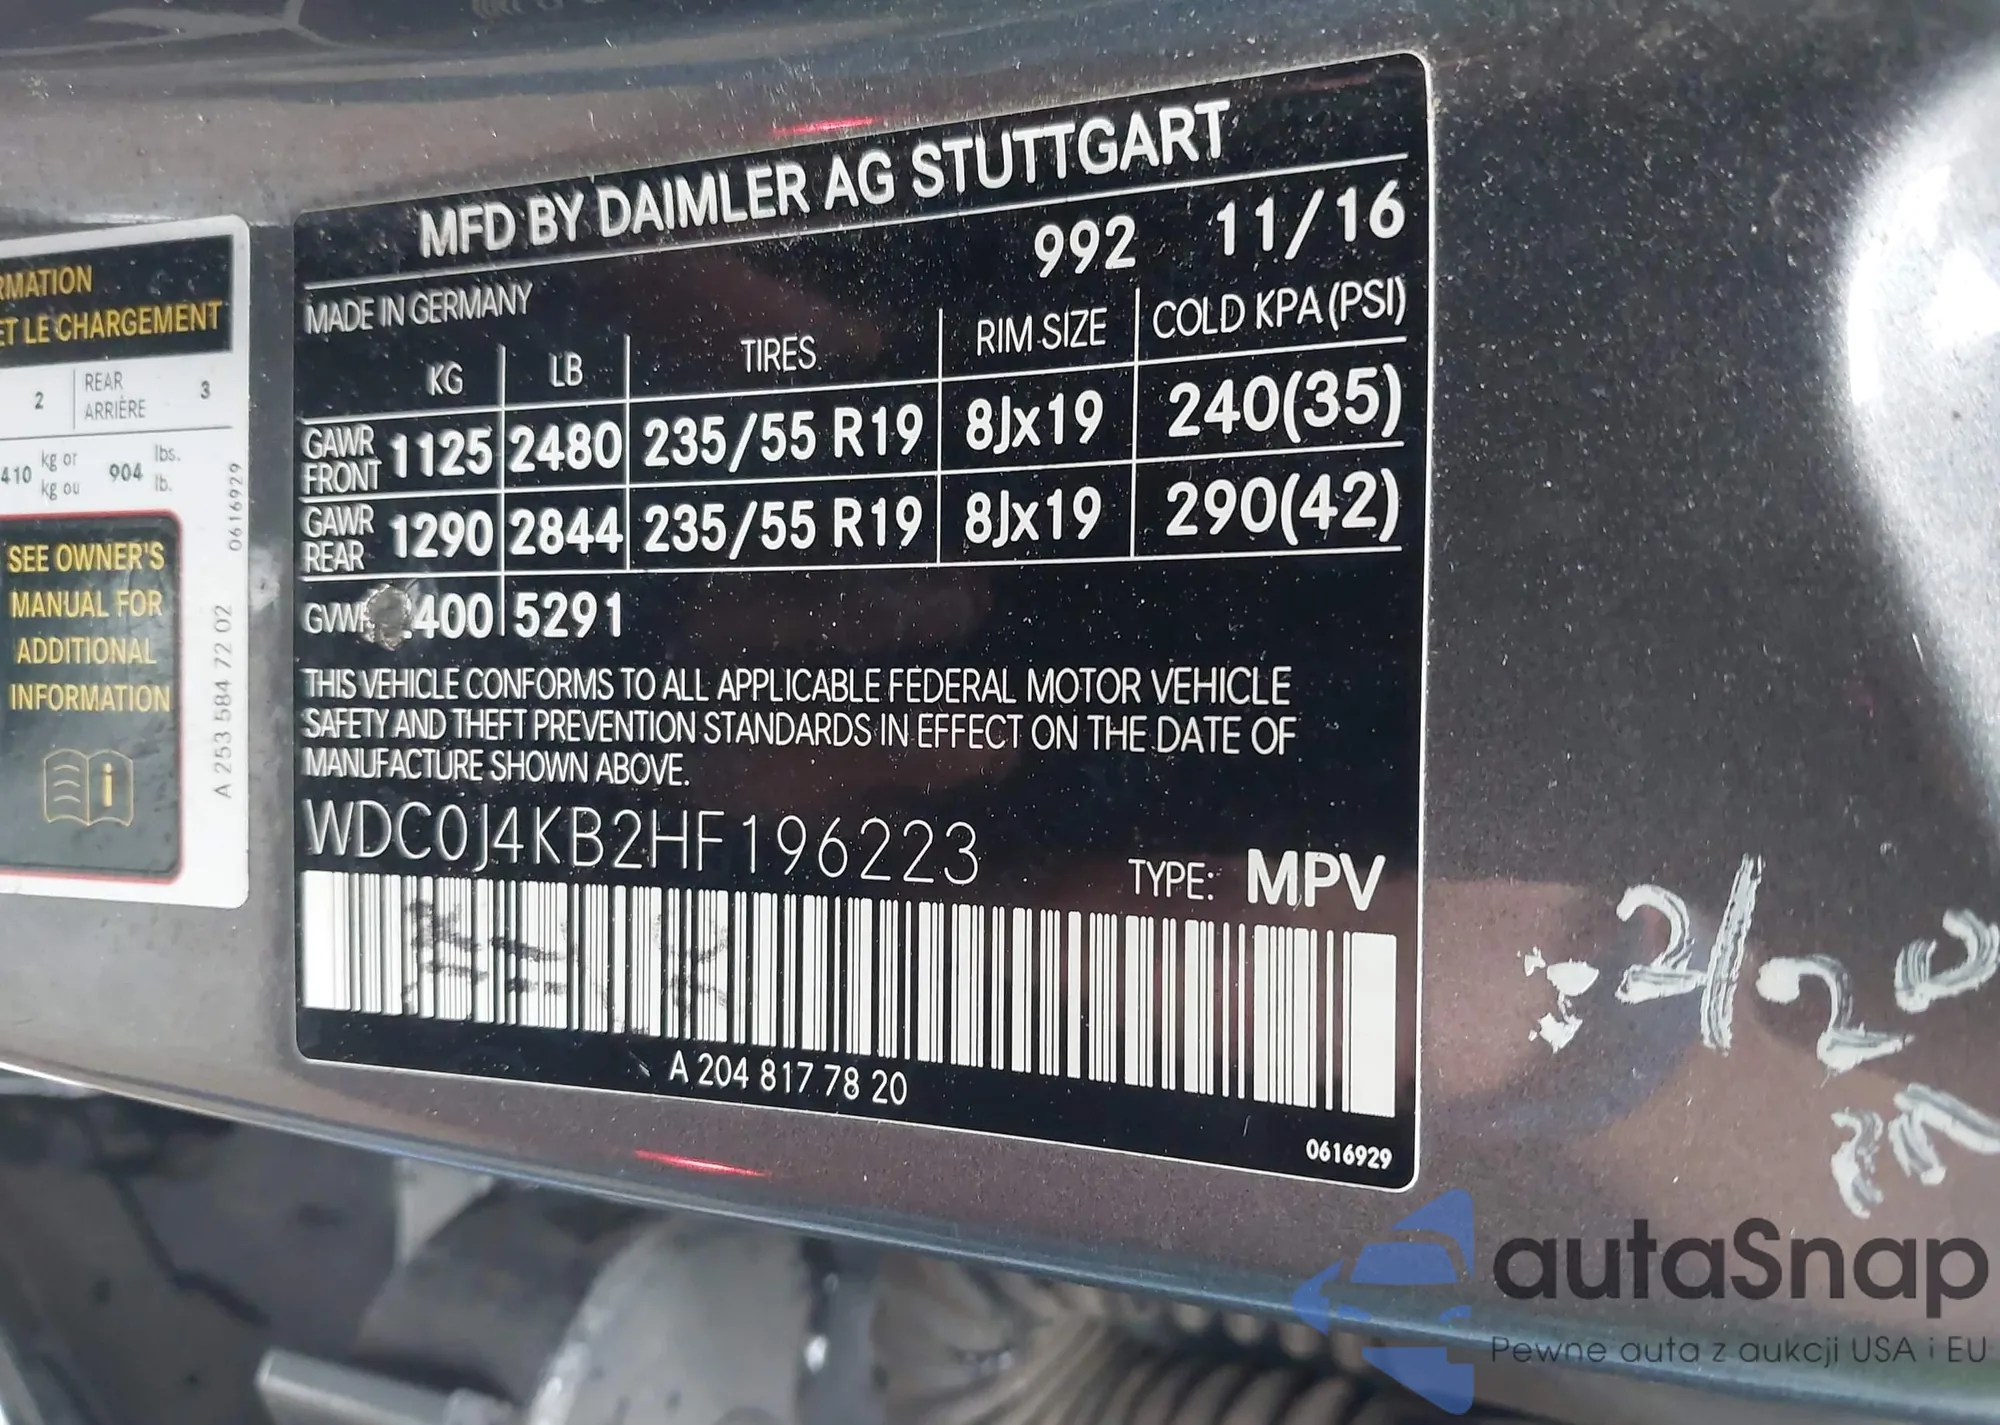 RMATION
ET LE CHARGEMENT
2 REAR ARRIÈRE 3
410 kg or kg ou 904 lbs. lb.
SEE OWNER'S
MANUAL FOR
ADDITIONAL
INFORMATION
0616929
A 253 584 72 02
MFD BY DAIMLER AG STUTTGART
992 11/16
MADE IN GERMANY
KG LB TIRES RIM SIZE COLD KPA (PSI)
GAWR FRONT 1125 2480 235/55 R19 8Jx19 240(35)
GAWR REAR 1290 2844 235/55 R19 8Jx19 290(42)
GVWR 400 5291
THIS VEHICLE CONFORMS TO ALL APPLICABLE FEDERAL MOTOR VEHICLE
SAFETY AND THEFT PREVENTION STANDARDS IN EFFECT ON THE DATE OF
MANUFACTURE SHOWN ABOVE.
WDC0J4KB2HF196223
TYPE: MPV
A 204 817 78 20
0616929
autaSnap
Pewne auta z aukcji USA i EU